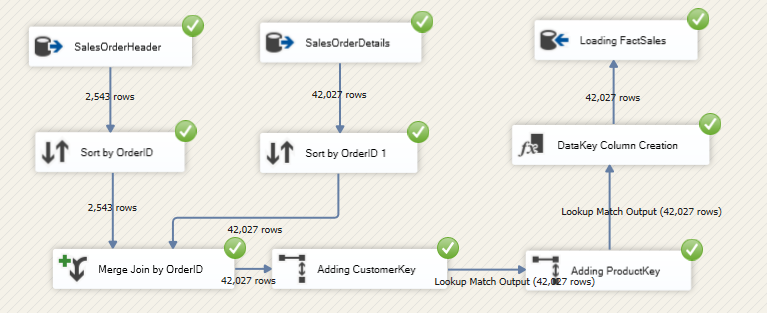 SalesOrderHeader
SalesOrderDetails
Loading FactSales
2,543 rows
42,027 rows
42,027 rows
Sort by OrderID
Sort by OrderID 1
DataKey Column Creation
2,543 rows
42,027 rows
Lookup Match Output (42,027 rows)
Merge Join by OrderID
42,027 rows
Adding CustomerKey
Lookup Match Output (42,027 rows)
Adding ProductKey